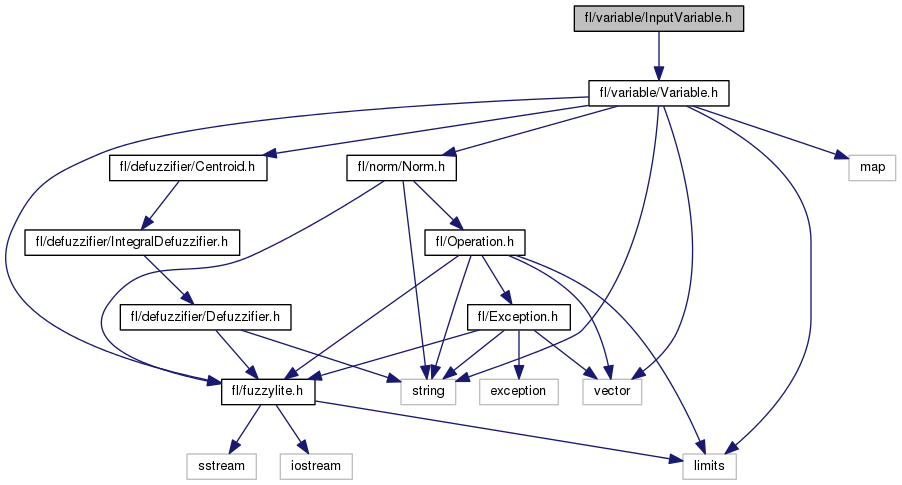 fl/variable/InputVariable.h
fl/variable/Variable.h
fl/defuzzifier/Centroid.h
fl/norm/Norm.h
map
fl/defuzzifier/IntegralDefuzzifier.h
fl/Operation.h
fl/defuzzifier/Defuzzifier.h
fl/Exception.h
fl/fuzzylite.h
string
exception
vector
sstream
iostream
limits